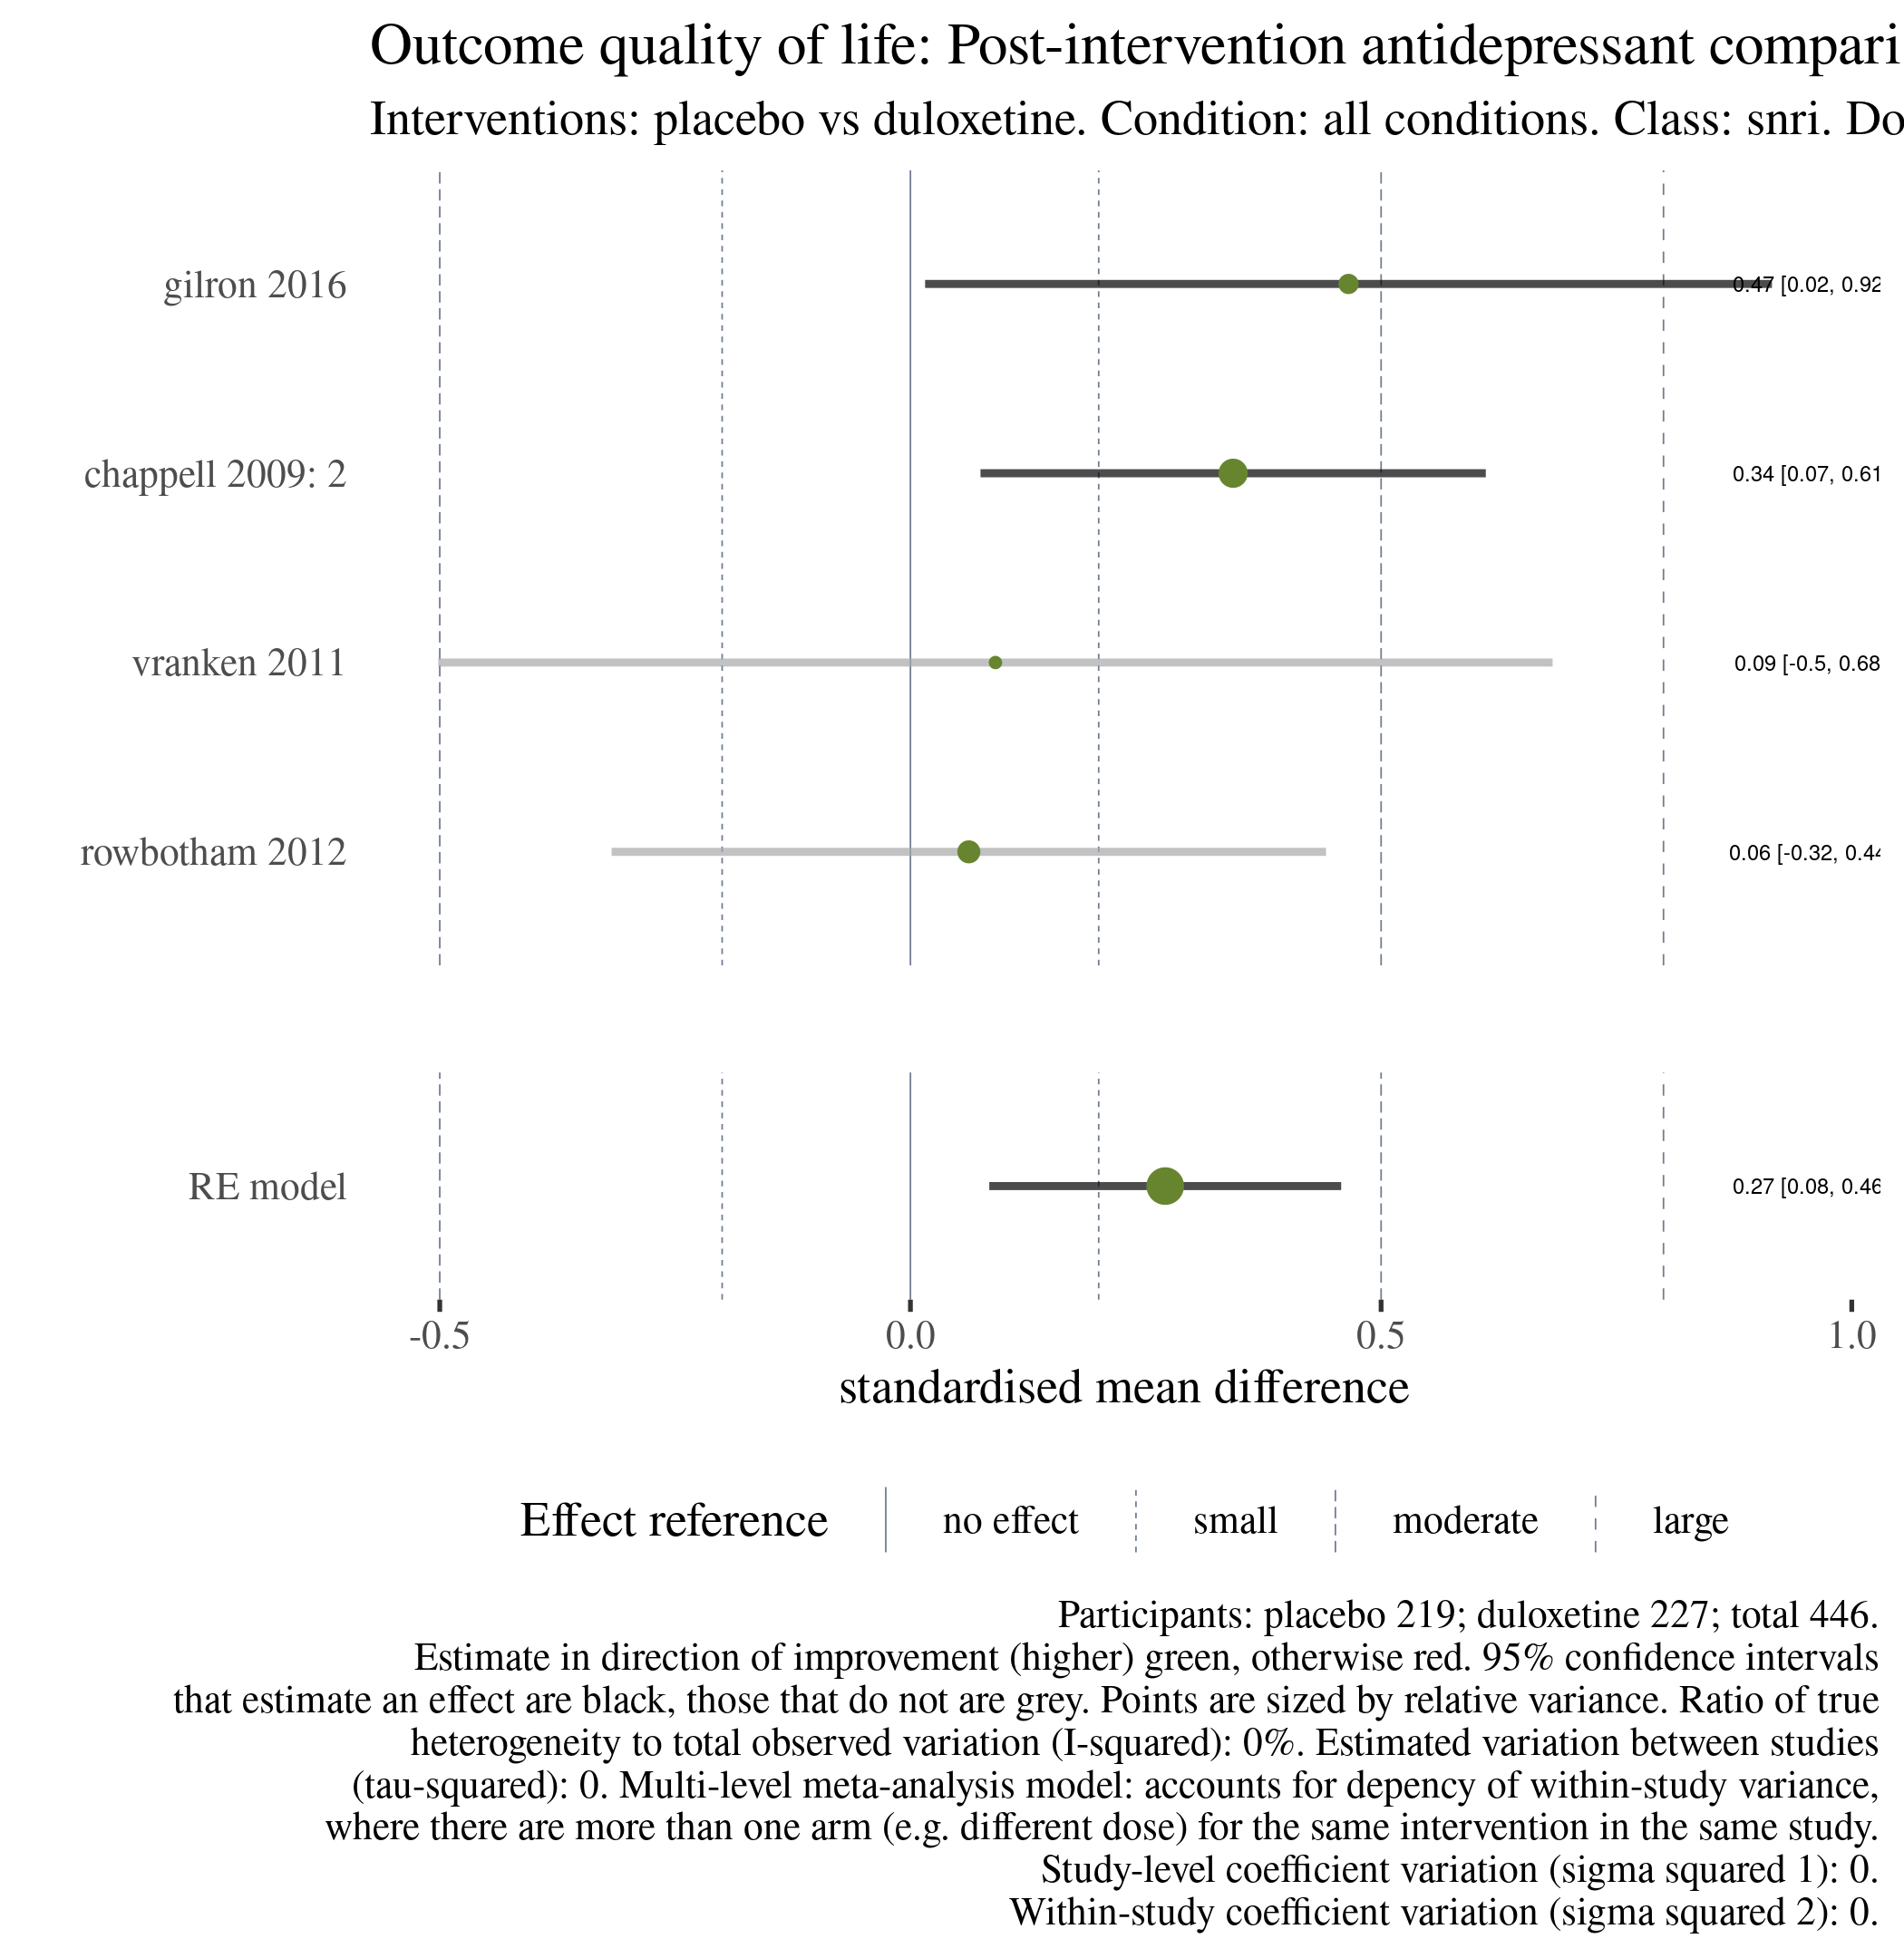 Outcome quality of life: Post-intervention antidepressant compari
Interventions: placebo vs duloxetine. Condition: all conditions. Class: snri. Do
gilron 2016
0.47 [0.02, 0.92
chappell 2009: 2
0.34 [0.07, 0.61
vranken 2011
0.09 [-0.5, 0.68
rowbotham 2012
0.06 [-0.32, 0.44
RE model
0.27 [0.08, 0.46
-0.5 0.0 0.5 1.0
standardised mean difference
Effect reference no effect small moderate large
Participants: placebo 219; duloxetine 227; total 446.
Estimate in direction of improvement (higher) green, otherwise red. 95% confidence intervals
that estimate an effect are black, those that do not are grey. Points are sized by relative variance. Ratio of true
heterogeneity to total observed variation (I-squared): 0%. Estimated variation between studies
(tau-squared): 0. Multi-level meta-analysis model: accounts for depency of within-study variance,
where there are more than one arm (e.g. different dose) for the same intervention in the same study.
Study-level coefficient variation (sigma squared 1): 0.
Within-study coefficient variation (sigma squared 2): 0.